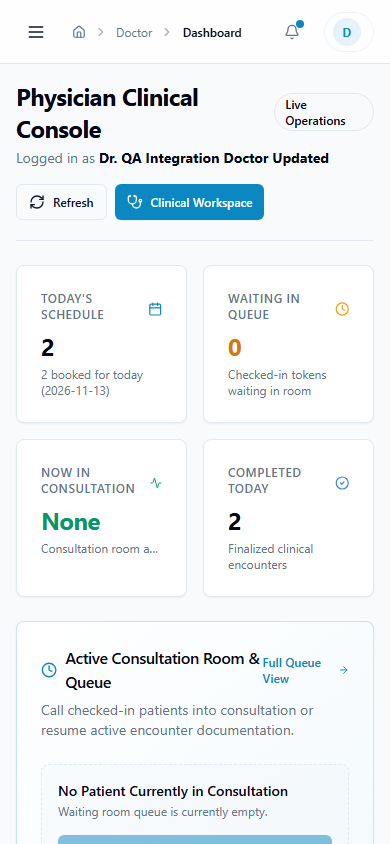 Doctor
Dashboard
D
Physician Clinical
Console
Live
Operations
Logged in as Dr. QA Integration Doctor Updated
Refresh
Clinical Workspace
TODAY'S
SCHEDULE
2
2 booked for today
(2026-11-13)
WAITING IN
QUEUE
0
Checked-in tokens
waiting in room
NOW IN
CONSULTATION
None
Consultation room a...
COMPLETED
TODAY
2
Finalized clinical
encounters
Active Consultation Room &
Queue
Full Queue
View
Call checked-in patients into consultation or
resume active encounter documentation.
No Patient Currently in Consultation
Waiting room queue is currently empty.